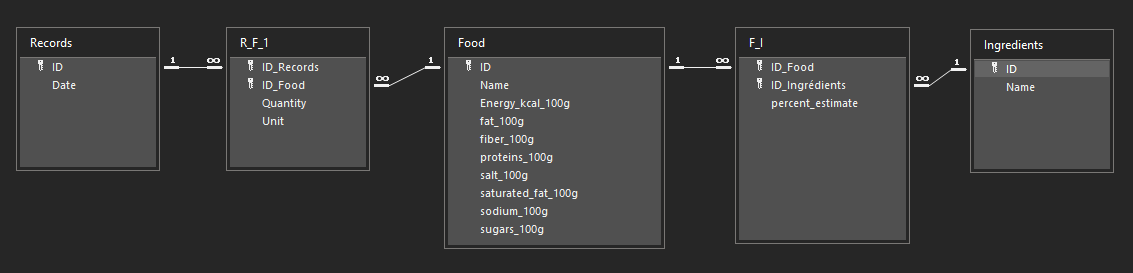 Records
ID
Date
1
∞
R_F_1
ID_Records
ID_Food
Quantity
Unit
∞
1
Food
ID
Name
Energy_kcal_100g
fat_100g
fiber_100g
proteins_100g
salt_100g
saturated_fat_100g
sodium_100g
sugars_100g
1
∞
F_I
ID_Food
ID_Ingrédients
percent_estimate
∞
1
Ingredients
ID
Name